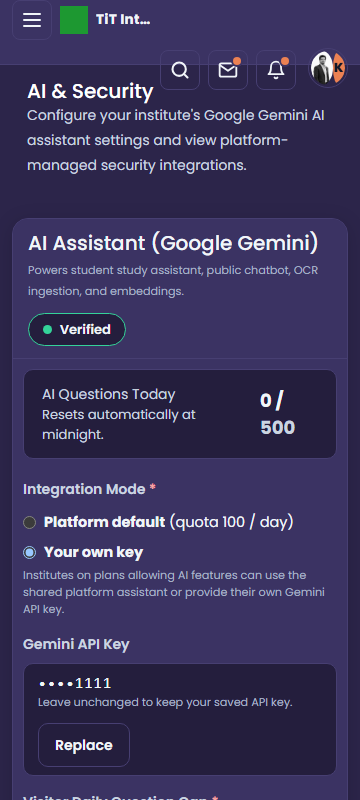 TiT Int...
K
AI & Security
Configure your institute's Google Gemini AI
assistant settings and view platform-
managed security integrations.
AI Assistant (Google Gemini)
Powers student study assistant, public chatbot, OCR
ingestion, and embeddings.
Verified
AI Questions Today
Resets automatically at
midnight.
0 /
500
Integration Mode *
Platform default (quota 100 / day)
Your own key
Institutes on plans allowing AI features can use the
shared platform assistant or provide their own Gemini
API key.
Gemini API Key
••••1111
Leave unchanged to keep your saved API key.
Replace
Visitor Daily Question Cap *